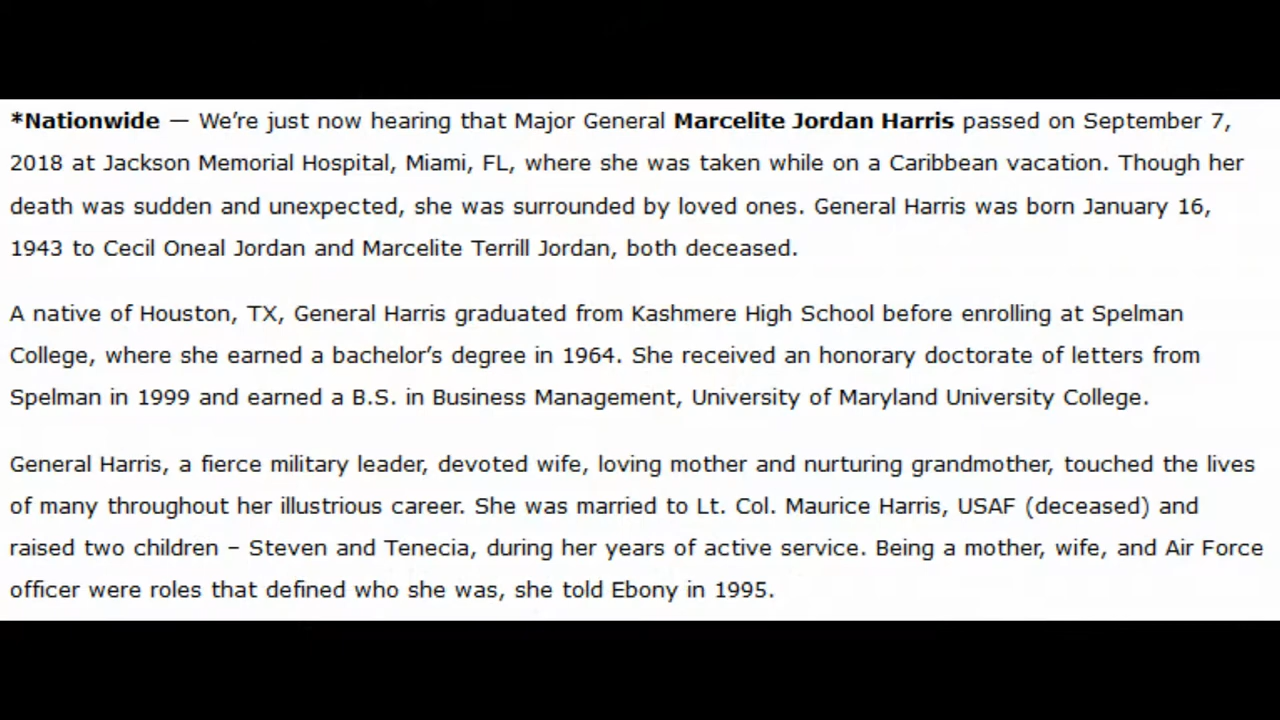 *Nationwide — We’re just now hearing that Major General Marcelite Jordan Harris passed on September 7,
2018 at Jackson Memorial Hospital, Miami, FL, where she was taken while on a Caribbean vacation. Though her
death was sudden and unexpected, she was surrounded by loved ones. General Harris was born January 16,
1943 to Cecil Oneal Jordan and Marcelite Terrill Jordan, both deceased.
A native of Houston, TX, General Harris graduated from Kashmere High School before enrolling at Spelman
College, where she earned a bachelor’s degree in 1964. She received an honorary doctorate of letters from
Spelman in 1999 and earned a B.S. in Business Management, University of Maryland University College.
General Harris, a fierce military leader, devoted wife, loving mother and nurturing grandmother, touched the lives
of many throughout her illustrious career. She was married to Lt. Col. Maurice Harris, USAF (deceased) and
raised two children – Steven and Tenecia, during her years of active service. Being a mother, wife, and Air Force
officer were roles that defined who she was, she told Ebony in 1995.